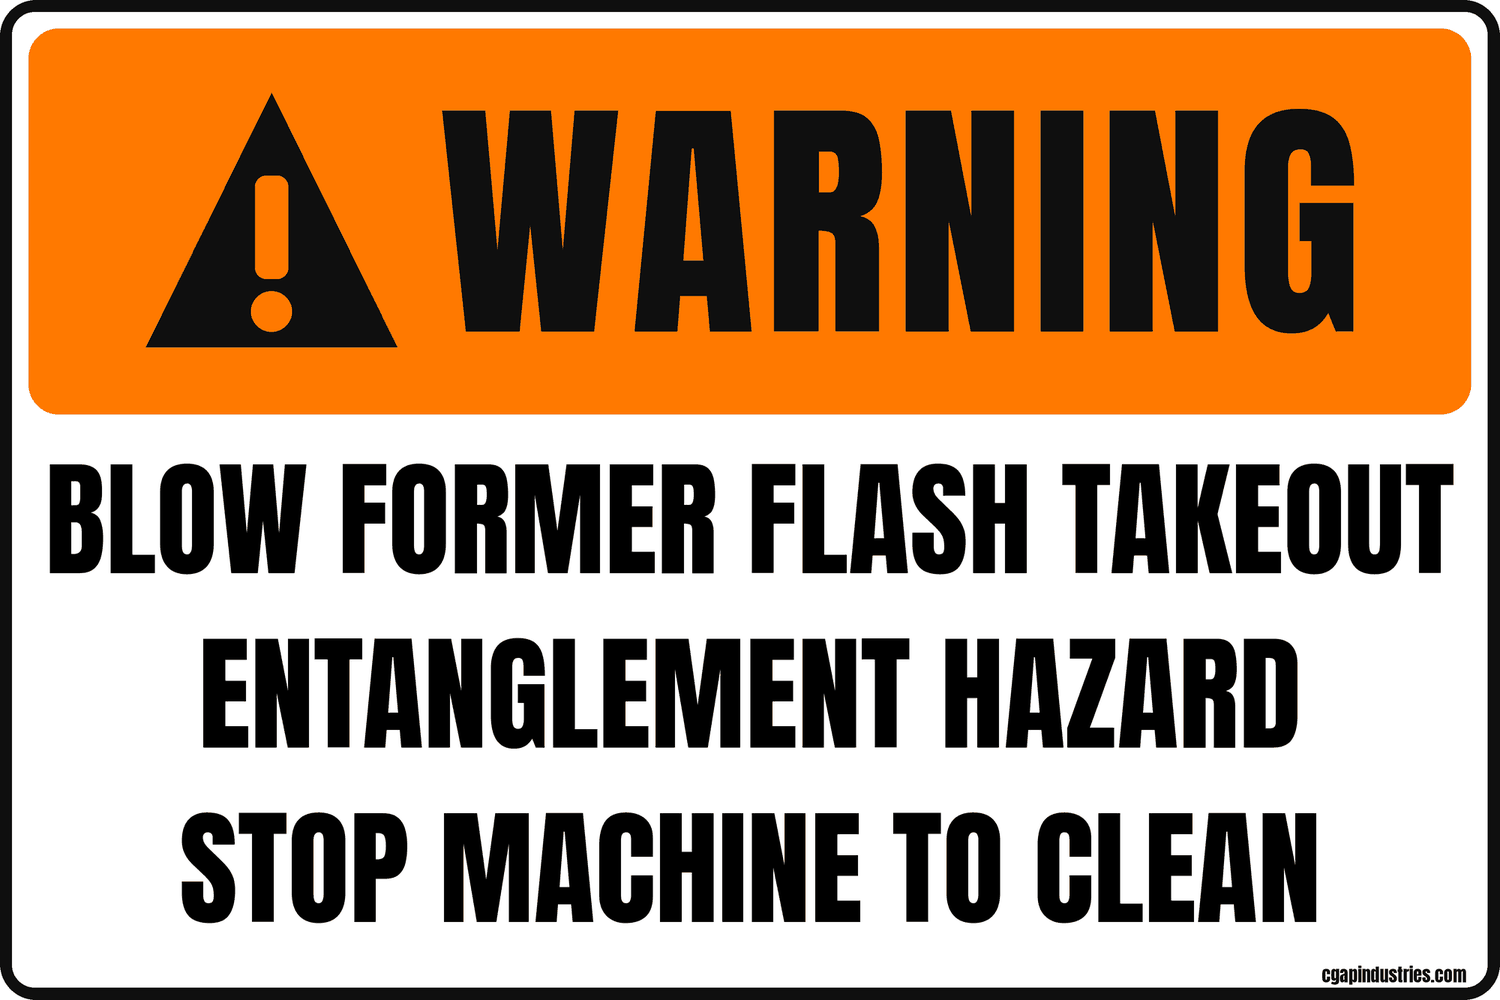 WARNING
BLOW FORMER FLASH TAKEOUT
ENTANGLEMENT HAZARD
STOP MACHINE TO CLEAN
cgapindustries.com